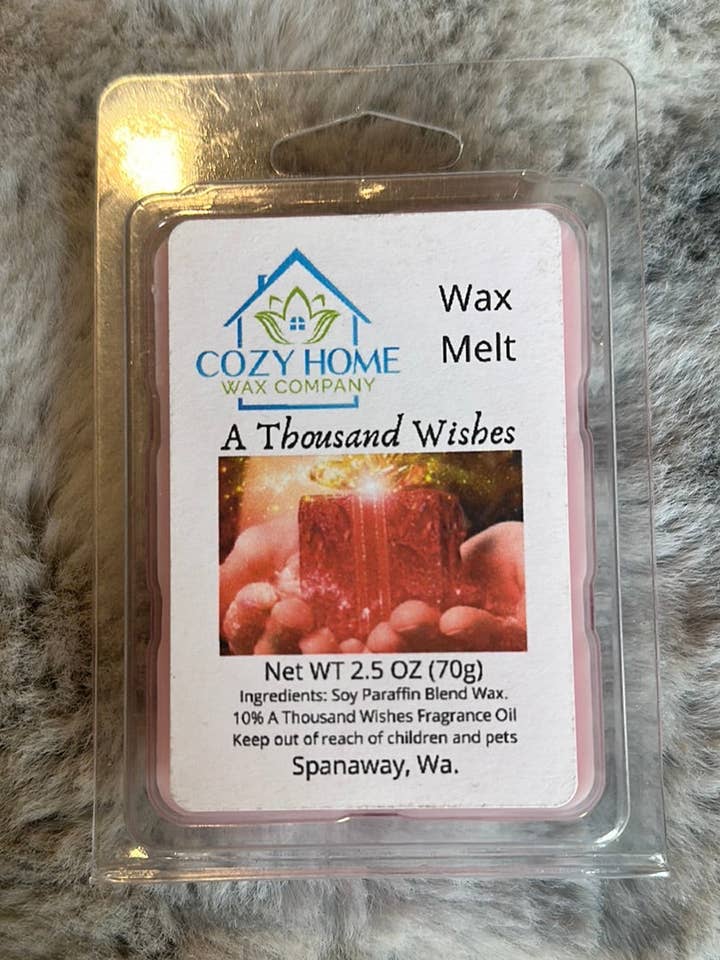 Wax
Melt
COZY HOME
WAX COMPANY
A Thousand Wishes
Net WT 2.5 OZ (70g)
Ingredients: Soy Paraffin Blend Wax.
10% A Thousand Wishes Fragrance Oil
Keep out of reach of children and pets
Spanaway, Wa.